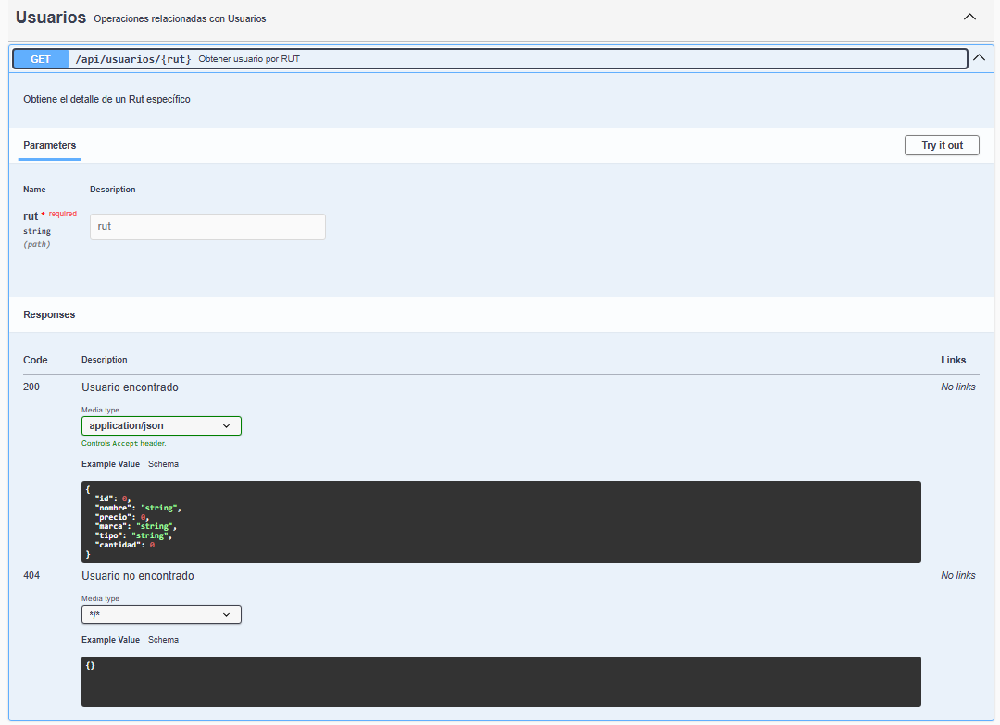 Usuarios Operaciones relacionadas con Usuarios
GET /api/usuarios/{rut} Obtener usuario por RUT
Obtiene el detalle de un Rut específico
Parameters Try it out
Name Description
rut * required rut
string
(path)
Responses
Code Description Links
200 Usuario encontrado No links
Media type
application/json
Controls Accept header.
Example Value | Schema
{
"id": 0,
"nombre": "string",
"precio": 0,
"marca": "string",
"tipo": "string",
"cantidad": 0
}
404 Usuario no encontrado No links
Media type
*/*
Example Value | Schema
{}